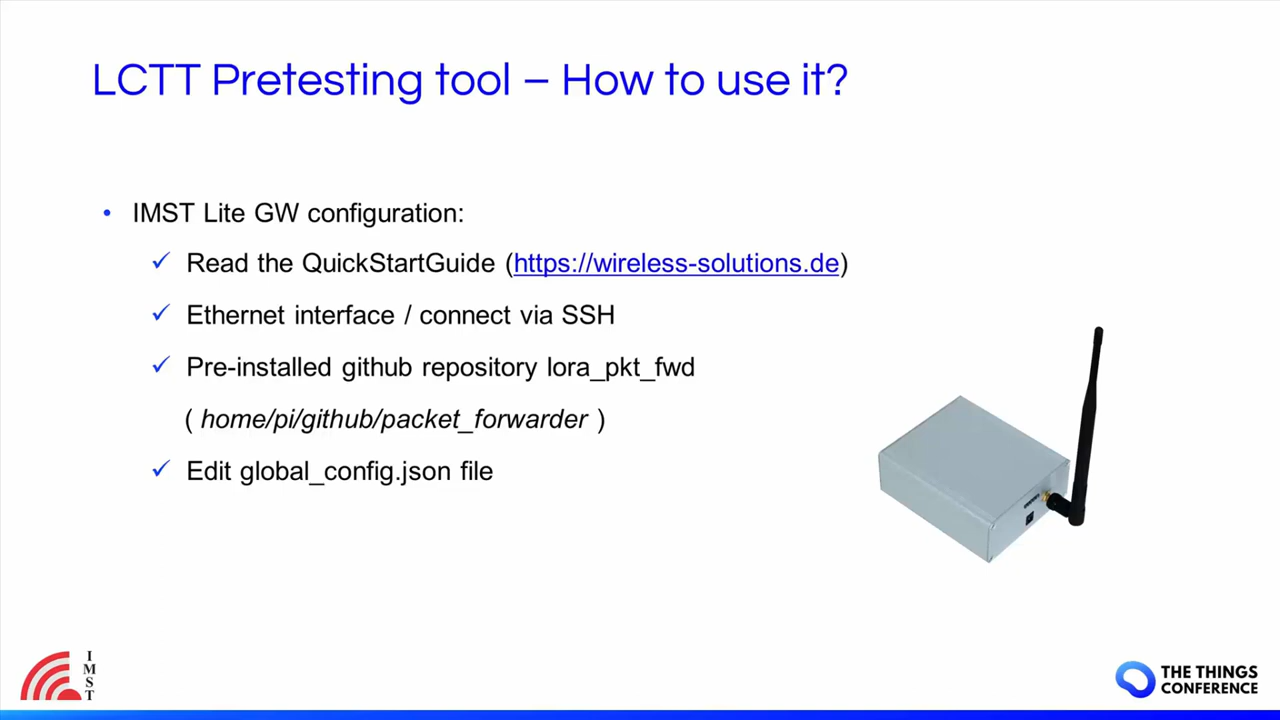 LCTT Pretesting tool – How to use it?
• IMST Lite GW configuration:
✓ Read the QuickStartGuide (https://wireless-solutions.de)
✓ Ethernet interface / connect via SSH
✓ Pre-installed github repository lora_pkt_fwd
( home/pi/github/packet_forwarder )
✓ Edit global_config.json file
IMST
THE THINGS
CONFERENCE